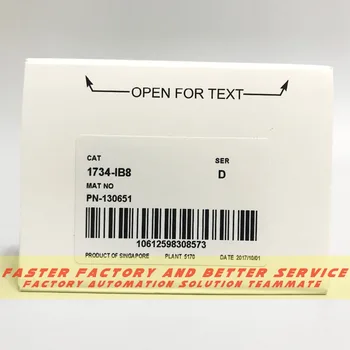 OPEN FOR TEXT
CAT SER
1734-IB8 D
MAT NO
PN-130651
10612598308573
PRODUCT OF SINGAPORE PLANT 5170 DATE 2017/10/01
FASTER FACTORY AND BETTER SERVICE
FACTORY AUTOMATION SOLUTION TEAMMATE